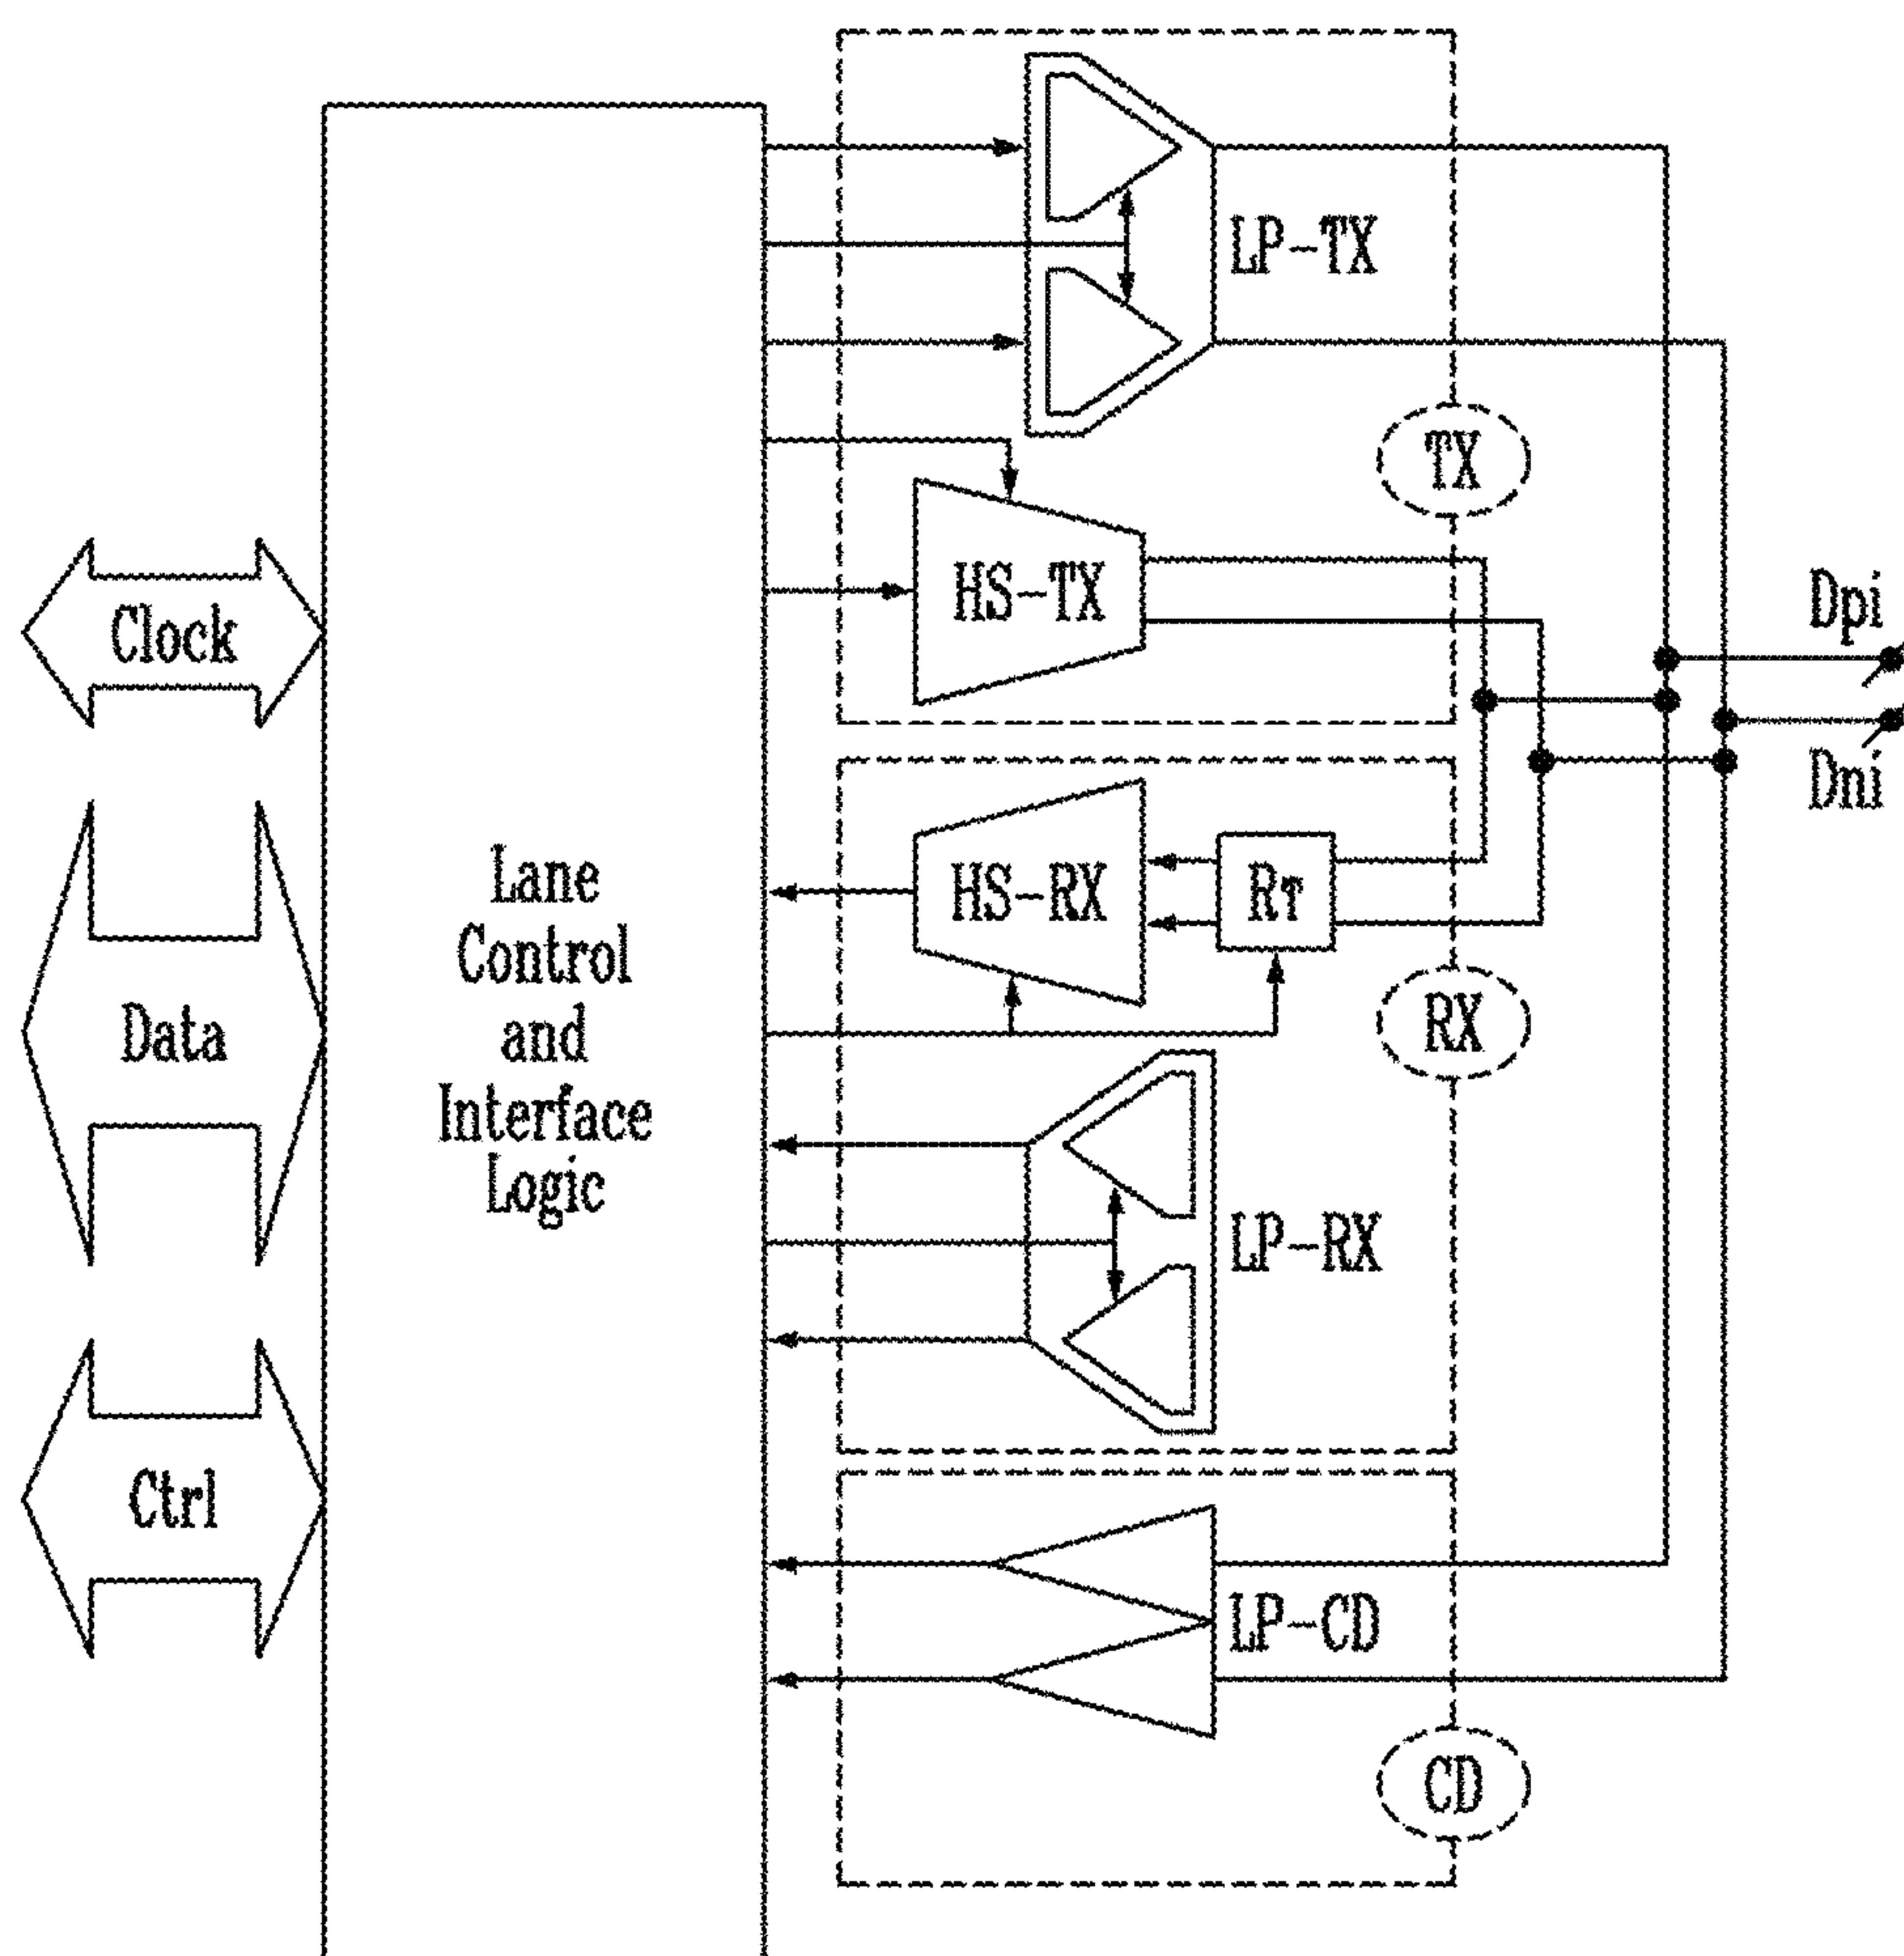 Clock
Data
Ctrl
Lane
Control
and
Interface
Logic
LP-TX
TX
HS-TX
Dpi
Dni
HS-RX
RT
RX
LP-RX
LP-CD
CD